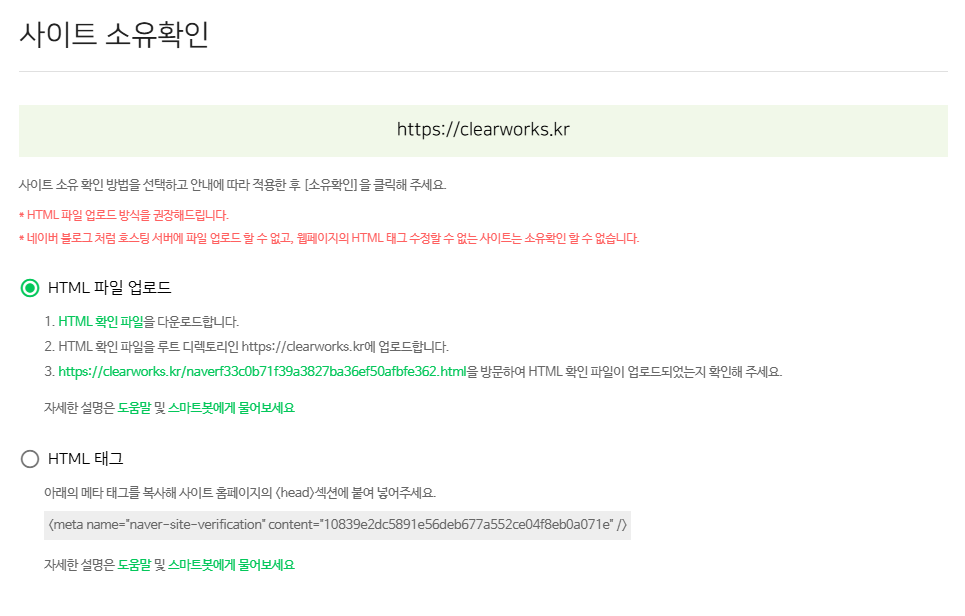 사이트 소유확인
https://clearworks.kr
사이트 소유 확인 방법을 선택하고 안내에 따라 적용한 후 [소유확인]을 클릭해 주세요.
* HTML 파일 업로드 방식을 권장해드립니다.
* 네이버 블로그 처럼 호스팅 서버에 파일 업로드 할 수 없고, 웹페이지의 HTML 태그 수정할 수 없는 사이트는 소유확인 할 수 없습니다.
HTML 파일 업로드
1. HTML 확인 파일을 다운로드합니다.
2. HTML 확인 파일을 루트 디렉토리인 https://clearworks.kr에 업로드합니다.
3. https://clearworks.kr/naverf33c0b71f39a3827ba36ef50afbfe362.html을 방문하여 HTML 확인 파일이 업로드되었는지 확인해 주세요.
자세한 설명은 도움말 및 스마트봇에게 물어보세요
HTML 태그
아래의 메타 태그를 복사해 사이트 홈페이지의 <head>섹션에 붙여 넣어주세요.
<meta name="naver-site-verification" content="10839e2dc5891e56deb677a552ce04f8eb0a071e" />
자세한 설명은 도움말 및 스마트봇에게 물어보세요